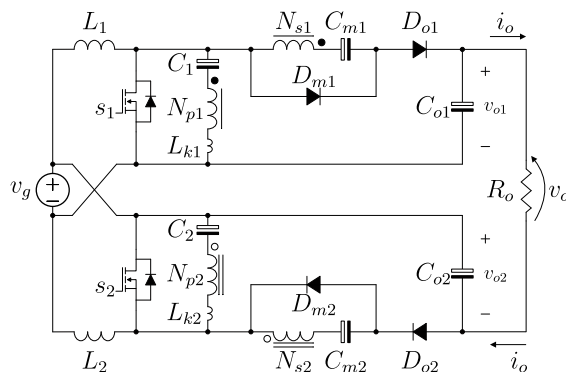 L1 Ns1 Cm1 Do1 io
C1 Dm1 +
s1 Np1 Co1 vo1
Lk1 −
vg + − Ro vo
C2 +
s2 Np2 Dm2 Co2 vo2
Lk2 −
L2 Ns2 Cm2 Do2 io